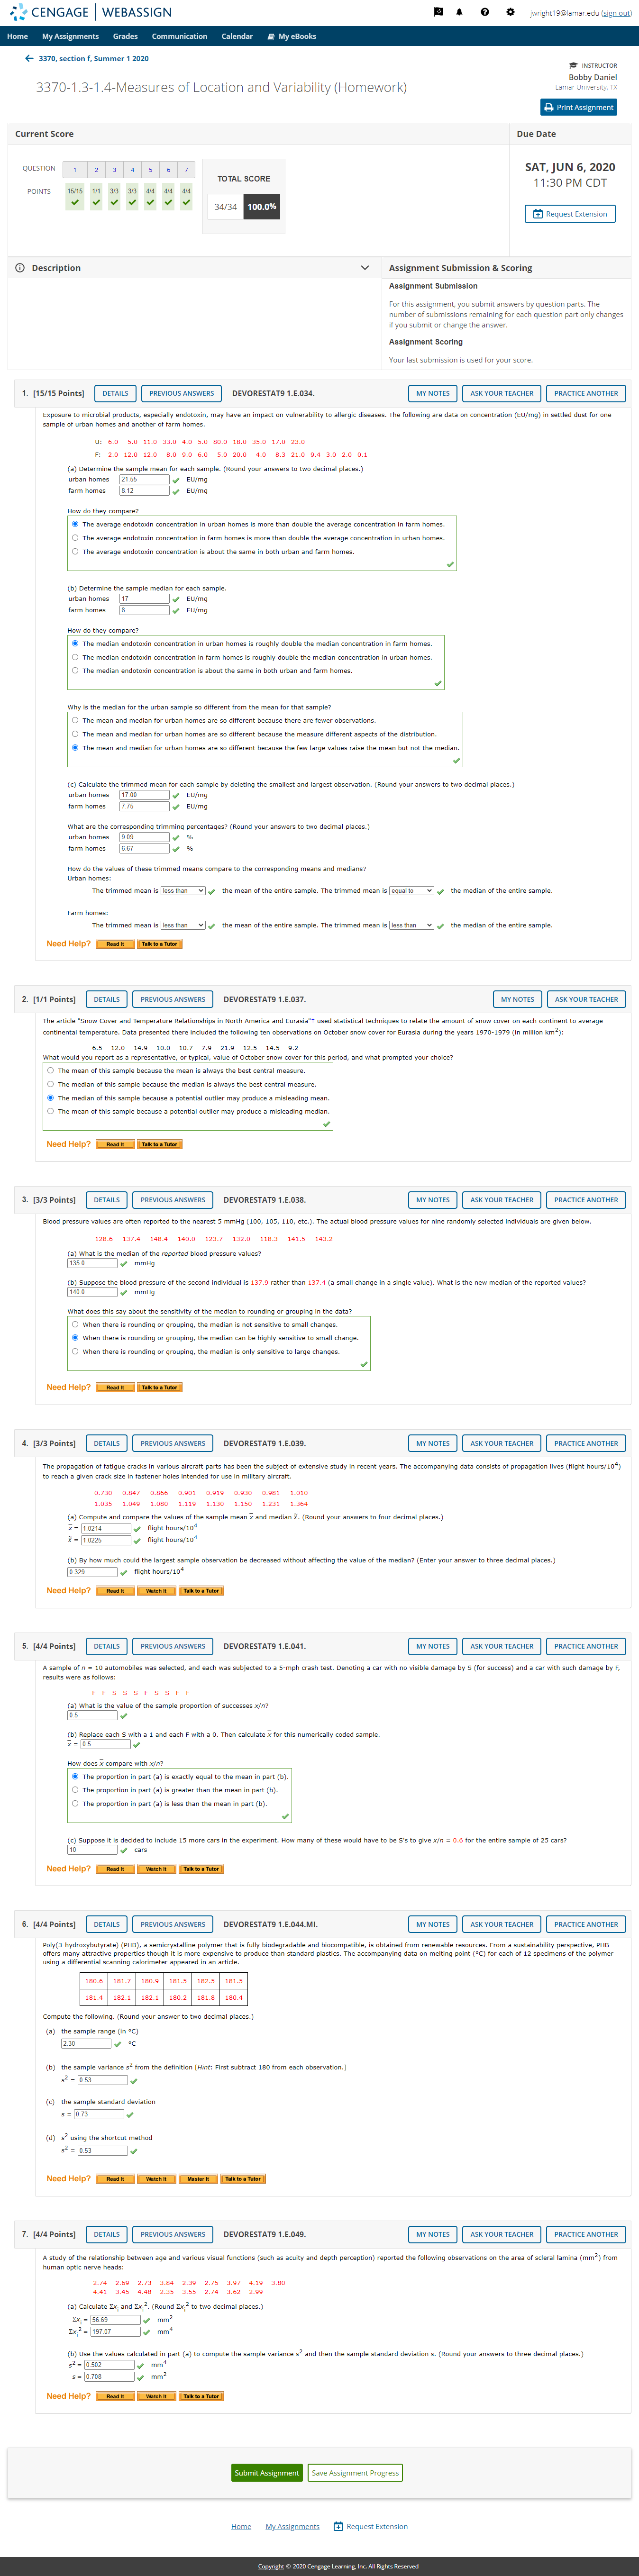 CENGAGE | WEBASSIGN
jwright19@lamar.edu (sign out)
Home My Assignments Grades Communication Calendar My eBooks
3370, section f, Summer 1 2020
INSTRUCTOR
Bobby Daniel
Lamar University, TX
3370-1.3-1.4-Measures of Location and Variability (Homework)
Print Assignment
Current Score
Due Date
QUESTION 1 2 3 4 5 6 7
POINTS 15/15 1/1 3/3 3/3 4/4 4/4 4/4
TOTAL SCORE
34/34 100.0%
SAT, JUN 6, 2020
11:30 PM CDT
Request Extension
Description
Assignment Submission & Scoring
Assignment Submission
For this assignment, you submit answers by question parts. The
number of submissions remaining for each question part only changes
if you submit or change the answer.
Assignment Scoring
Your last submission is used for your score.
1. [15/15 Points] DETAILS PREVIOUS ANSWERS DEVORESTAT9 1.E.034. MY NOTES ASK YOUR TEACHER PRACTICE ANOTHER
Exposure to microbial products, especially endotoxin, may have an impact on vulnerability to allergic diseases. The following are data on concentration (EU/mg) in settled dust for one
sample of urban homes and another of farm homes.
U: 6.0 5.0 11.0 33.0 4.0 5.0 80.0 18.0 35.0 17.0 23.0
F: 2.0 12.0 12.0 8.0 9.0 6.0 5.0 20.0 4.0 8.3 21.0 9.4 3.0 2.0 0.1
(a) Determine the sample mean for each sample. (Round your answers to two decimal places.)
urban homes 21.55 EU/mg
farm homes 8.12 EU/mg
How do they compare?
The average endotoxin concentration in urban homes is more than double the average concentration in farm homes.
The average endotoxin concentration in farm homes is more than double the average concentration in urban homes.
The average endotoxin concentration is about the same in both urban and farm homes.
(b) Determine the sample median for each sample.
urban homes 17 EU/mg
farm homes 8 EU/mg
How do they compare?
The median endotoxin concentration in urban homes is roughly double the median concentration in farm homes.
The median endotoxin concentration in farm homes is roughly double the median concentration in urban homes.
The median endotoxin concentration is about the same in both urban and farm homes.
Why is the median for the urban sample so different from the mean for that sample?
The mean and median for urban homes are so different because there are fewer observations.
The mean and median for urban homes are so different because the measure different aspects of the distribution.
The mean and median for urban homes are so different because the few large values raise the mean but not the median.
(c) Calculate the trimmed mean for each sample by deleting the smallest and largest observation. (Round your answers to two decimal places.)
urban homes 17.00 EU/mg
farm homes 7.75 EU/mg
What are the corresponding trimming percentages? (Round your answers to two decimal places.)
urban homes 9.09 %
farm homes 6.67 %
How do the values of these trimmed means compare to the corresponding means and medians?
Urban homes:
The trimmed mean is less than the mean of the entire sample. The trimmed mean is equal to the median of the entire sample.
Farm homes:
The trimmed mean is less than the mean of the entire sample. The trimmed mean is less than the median of the entire sample.
Need Help? Read It Talk to a Tutor
2. [1/1 Points] DETAILS PREVIOUS ANSWERS DEVORESTAT9 1.E.037. MY NOTES ASK YOUR TEACHER
The article "Snow Cover and Temperature Relationships in North America and Eurasia"" used statistical techniques to relate the amount of snow cover on each continent to average
continental temperature. Data presented there included the following ten observations on October snow cover for Eurasia during the years 1970-1979 (in million km²):
6.5 12.0 14.9 10.0 10.7 7.9 21.9 12.5 14.5 9.2
What would you report as a representative, or typical, value of October snow cover for this period, and what prompted your choice?
The mean of this sample because the mean is always the best central measure.
The median of this sample because the median is always the best central measure.
The median of this sample because a potential outlier may produce a misleading mean.
The mean of this sample because a potential outlier may produce a misleading median.
Need Help? Read It Talk to a Tutor
3. [3/3 Points] DETAILS PREVIOUS ANSWERS DEVORESTAT9 1.E.038. MY NOTES ASK YOUR TEACHER PRACTICE ANOTHER
Blood pressure values are often reported to the nearest 5 mmHg (100, 105, 110, etc.). The actual blood pressure values for nine randomly selected individuals are given below.
128.6 137.4 148.4 140.0 123.7 132.0 118.3 141.5 143.2
(a) What is the median of the reported blood pressure values?
135.0 mmHg
(b) Suppose the blood pressure of the second individual is 137.9 rather than 137.4 (a small change in a single value). What is the new median of the reported values?
140.0 mmHg
What does this say about the sensitivity of the median to rounding or grouping in the data?
When there is rounding or grouping, the median is not sensitive to small changes.
When there is rounding or grouping, the median can be highly sensitive to small change.
When there is rounding or grouping, the median is only sensitive to large changes.
Need Help? Read It Talk to a Tutor
4. [3/3 Points] DETAILS PREVIOUS ANSWERS DEVORESTAT9 1.E.039. MY NOTES ASK YOUR TEACHER PRACTICE ANOTHER
The propagation of fatigue cracks in various aircraft parts has been the subject of extensive study in recent years. The accompanying data consists of propagation lives (flight hours/10⁴)
to reach a given crack size in fastener holes intended for use in military aircraft.
0.730 0.847 0.866 0.901 0.919 0.930 0.981 1.010
1.035 1.049 1.080 1.119 1.130 1.150 1.231 1.364
(a) Compute and compare the values of the sample mean x̄ and median x̃. (Round your answers to four decimal places.)
x̄ = 1.0214 flight hours/10⁴
x̃ = 1.0225 flight hours/10⁴
(b) By how much could the largest sample observation be decreased without affecting the value of the median? (Enter your answer to three decimal places.)
0.329 flight hours/10⁴
Need Help? Read It Watch It Talk to a Tutor
5. [4/4 Points] DETAILS PREVIOUS ANSWERS DEVORESTAT9 1.E.041. MY NOTES ASK YOUR TEACHER PRACTICE ANOTHER
A sample of n = 10 automobiles was selected, and each was subjected to a 5-mph crash test. Denoting a car with no visible damage by S (for success) and a car with such damage by F,
results were as follows:
F F S S S F S S F F
(a) What is the value of the sample proportion of successes x/n?
0.5
(b) Replace each S with a 1 and each F with a 0. Then calculate x̄ for this numerically coded sample.
x̄ = 0.5
How does x̄ compare with x/n?
The proportion in part (a) is exactly equal to the mean in part (b).
The proportion in part (a) is greater than the mean in part (b).
The proportion in part (a) is less than the mean in part (b).
(c) Suppose it is decided to include 15 more cars in the experiment. How many of these would have to be S's to give x/n = 0.6 for the entire sample of 25 cars?
10 cars
Need Help? Read It Watch It Talk to a Tutor
6. [4/4 Points] DETAILS PREVIOUS ANSWERS DEVORESTAT9 1.E.044.MI. MY NOTES ASK YOUR TEACHER PRACTICE ANOTHER
Poly(3-hydroxybutyrate) (PHB), a semicrystalline polymer that is fully biodegradable and biocompatible, is obtained from renewable resources. From a sustainability perspective, PHB
offers many attractive properties though it is more expensive to produce than standard plastics. The accompanying data on melting point (°C) for each of 12 specimens of the polymer
using a differential scanning calorimeter appeared in an article.
180.6 181.7 180.9 181.5 182.5 181.5
181.4 182.1 182.1 180.2 181.8 180.4
Compute the following. (Round your answer to two decimal places.)
(a) the sample range (in °C)
2.30 °C
(b) the sample variance s² from the definition [Hint: First subtract 180 from each observation.]
s² = 0.53
(c) the sample standard deviation
s = 0.73
(d) s² using the shortcut method
s² = 0.53
Need Help? Read It Watch It Master It Talk to a Tutor
7. [4/4 Points] DETAILS PREVIOUS ANSWERS DEVORESTAT9 1.E.049. MY NOTES ASK YOUR TEACHER PRACTICE ANOTHER
A study of the relationship between age and various visual functions (such as acuity and depth perception) reported the following observations on the area of scleral lamina (mm²) from
human optic nerve heads:
2.74 2.69 2.73 3.84 2.39 2.75 3.97 4.19 3.80
4.41 3.45 4.48 2.35 3.55 2.74 3.62 2.99
(a) Calculate Σxᵢ and Σxᵢ². (Round Σxᵢ² to two decimal places.)
Σxᵢ = 56.69 mm²
Σxᵢ² = 197.07 mm⁴
(b) Use the values calculated in part (a) to compute the sample variance s² and then the sample standard deviation s. (Round your answers to three decimal places.)
s² = 0.502 mm⁴
s = 0.708 mm²
Need Help? Read It Watch It Talk to a Tutor
Submit Assignment Save Assignment Progress
Home My Assignments Request Extension
Copyright © 2020 Cengage Learning, Inc. All Rights Reserved